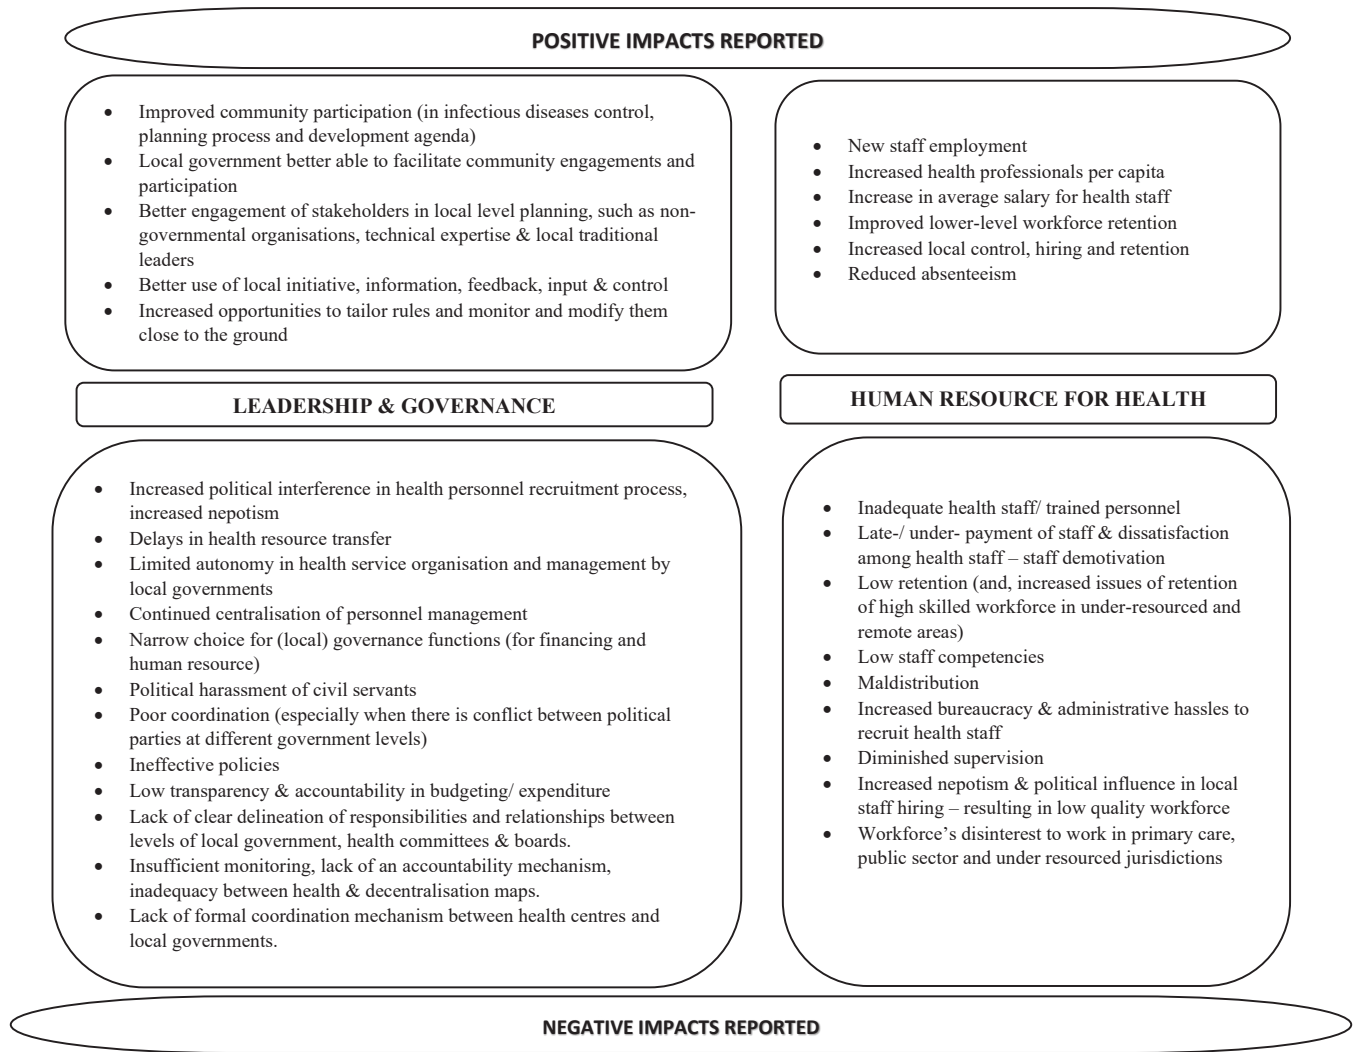 POSITIVE IMPACTS REPORTED
• Improved community participation (in infectious diseases control,
planning process and development agenda)
• Local government better able to facilitate community engagements and
participation
• Better engagement of stakeholders in local level planning, such as non-
governmental organisations, technical expertise & local traditional
leaders
• Better use of local initiative, information, feedback, input & control
• Increased opportunities to tailor rules and monitor and modify them
close to the ground
• New staff employment
• Increased health professionals per capita
• Increase in average salary for health staff
• Improved lower-level workforce retention
• Increased local control, hiring and retention
• Reduced absenteeism
LEADERSHIP & GOVERNANCE
HUMAN RESOURCE FOR HEALTH
• Increased political interference in health personnel recruitment process,
increased nepotism
• Delays in health resource transfer
• Limited autonomy in health service organisation and management by
local governments
• Continued centralisation of personnel management
• Narrow choice for (local) governance functions (for financing and
human resource)
• Political harassment of civil servants
• Poor coordination (especially when there is conflict between political
parties at different government levels)
• Ineffective policies
• Low transparency & accountability in budgeting/ expenditure
• Lack of clear delineation of responsibilities and relationships between
levels of local government, health committees & boards.
• Insufficient monitoring, lack of an accountability mechanism,
inadequacy between health & decentralisation maps.
• Lack of formal coordination mechanism between health centres and
local governments.
• Inadequate health staff/ trained personnel
• Late-/ under- payment of staff & dissatisfaction
among health staff – staff demotivation
• Low retention (and, increased issues of retention
of high skilled workforce in under-resourced and
remote areas)
• Low staff competencies
• Maldistribution
• Increased bureaucracy & administrative hassles to
recruit health staff
• Diminished supervision
• Increased nepotism & political influence in local
staff hiring – resulting in low quality workforce
• Workforce's disinterest to work in primary care,
public sector and under resourced jurisdictions
NEGATIVE IMPACTS REPORTED